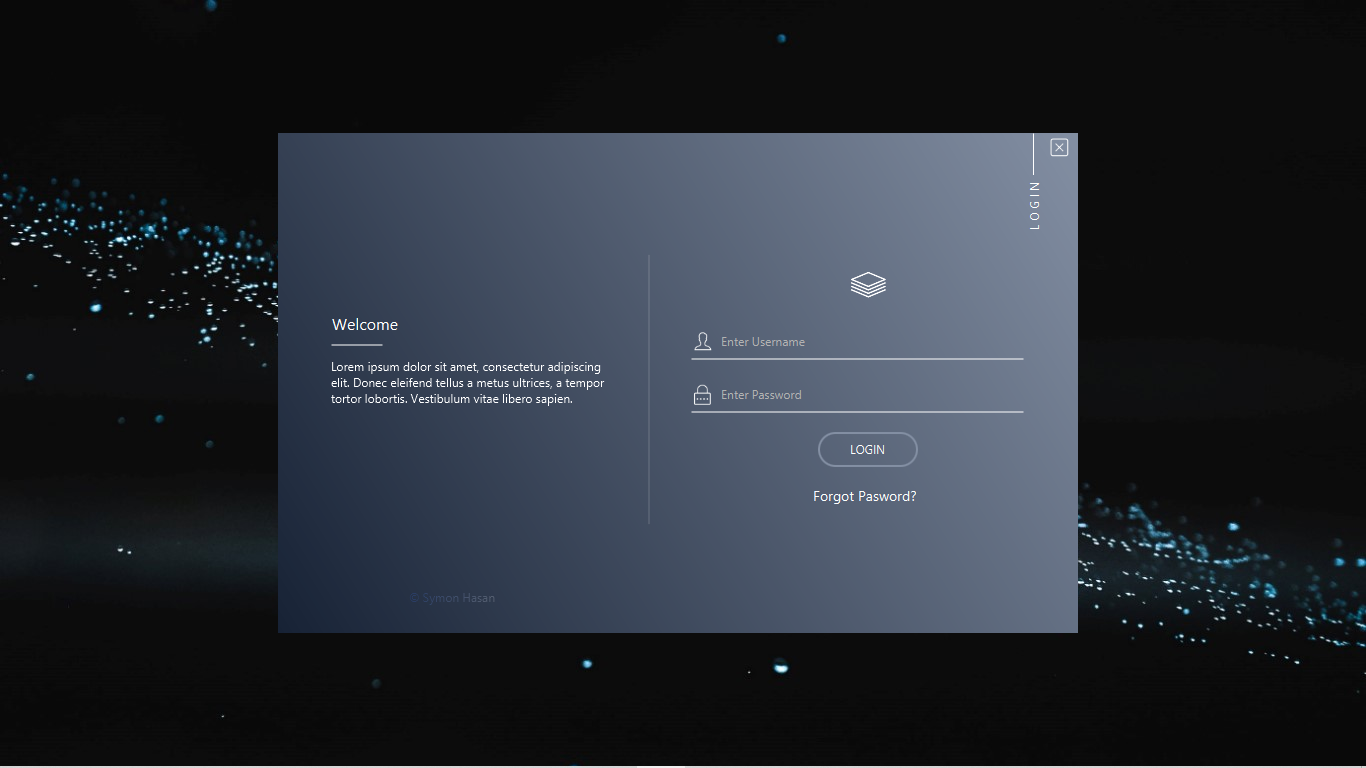 LOGIN
Welcome
Lorem ipsum dolor sit amet, consectetur adipiscing
elit. Donec eleifend tellus a metus ultrices, a tempor
tortor lobortis. Vestibulum vitae libero sapien.
Enter Username
Enter Password
LOGIN
Forgot Pasword?
© Symon Hasan